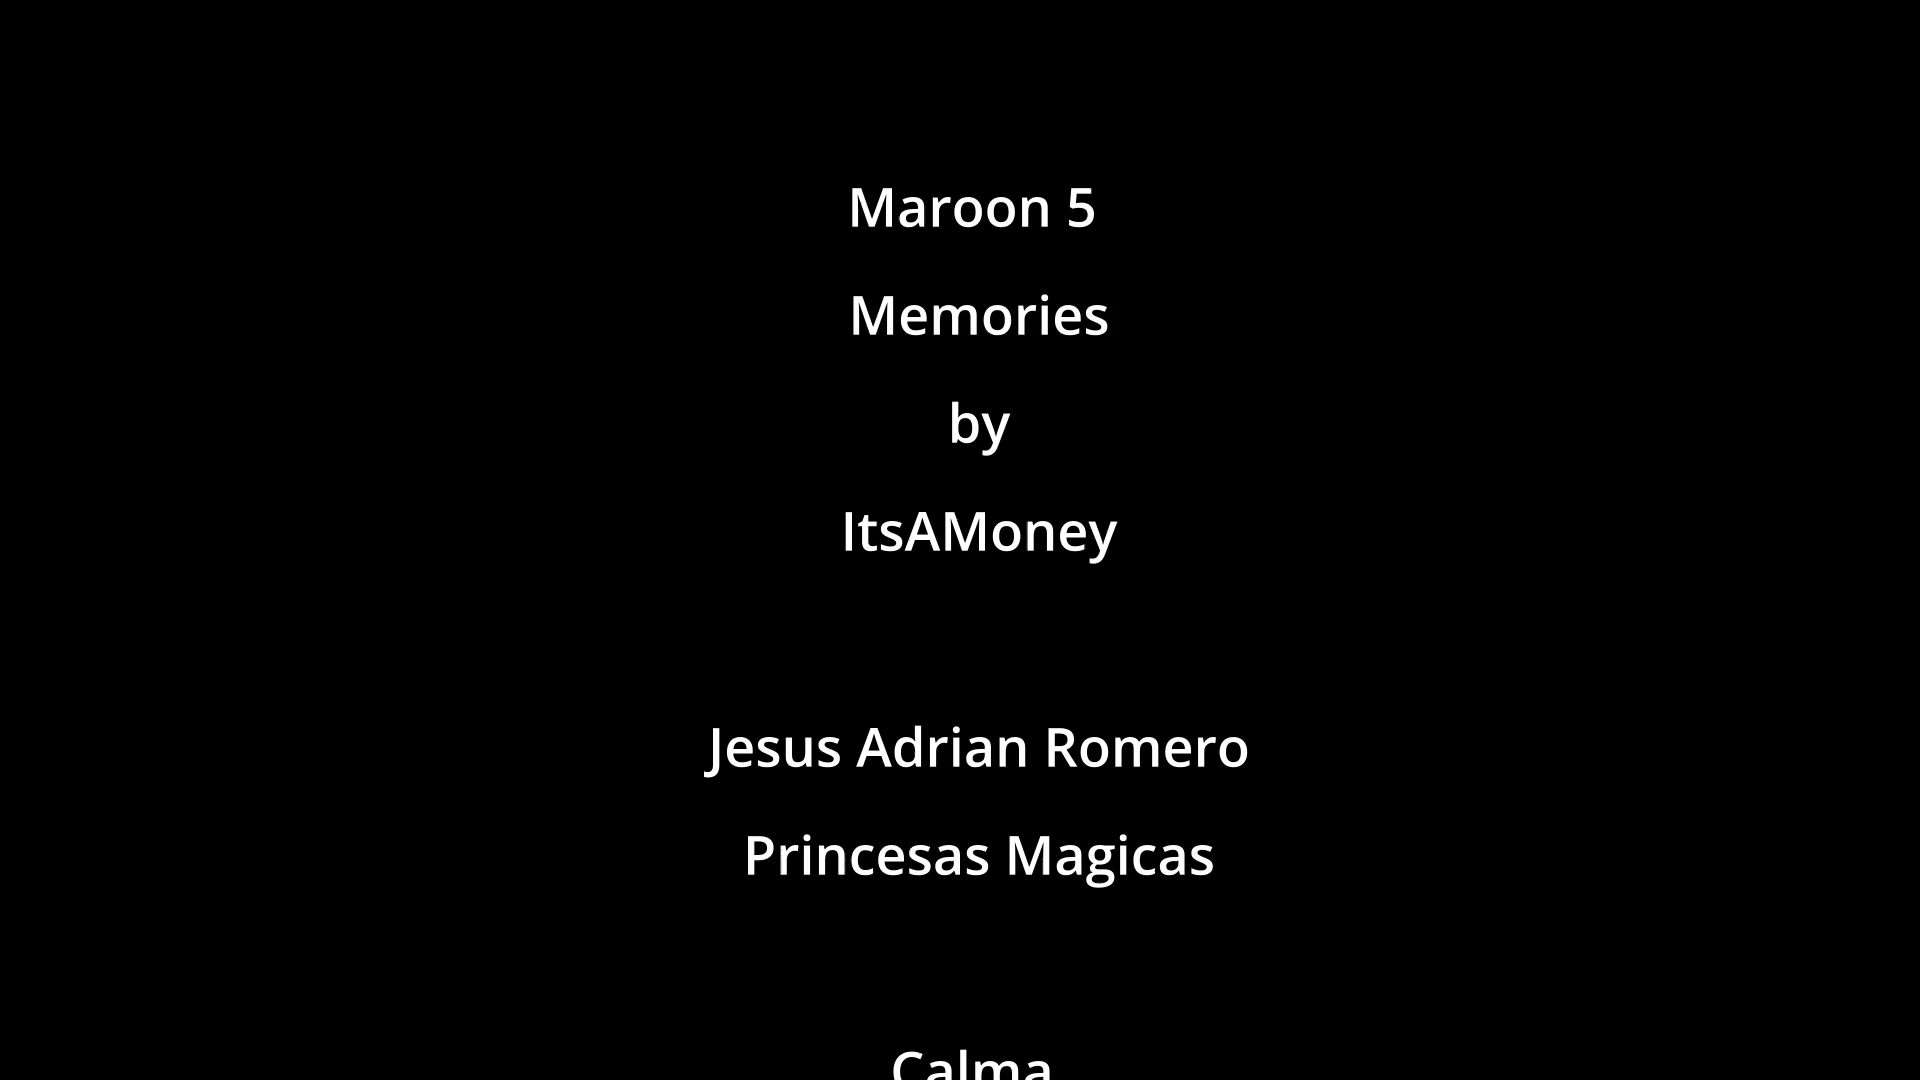 Maroon 5
Memories
by
ItsAMoney
Jesus Adrian Romero
Princesas Magicas
Calma